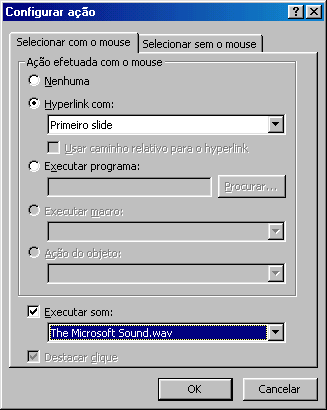 Configurar ação
Selecionar com o mouse
Selecionar sem o mouse
Ação efetuada com o mouse
Nenhuma
Hyperlink com:
Primeiro slide
Usar caminho relativo para o hyperlink
Executar programa:
Procurar...
Executar macro:
Ação do objeto:
Executar som:
The Microsoft Sound.wav
Destacar clique
OK
Cancelar